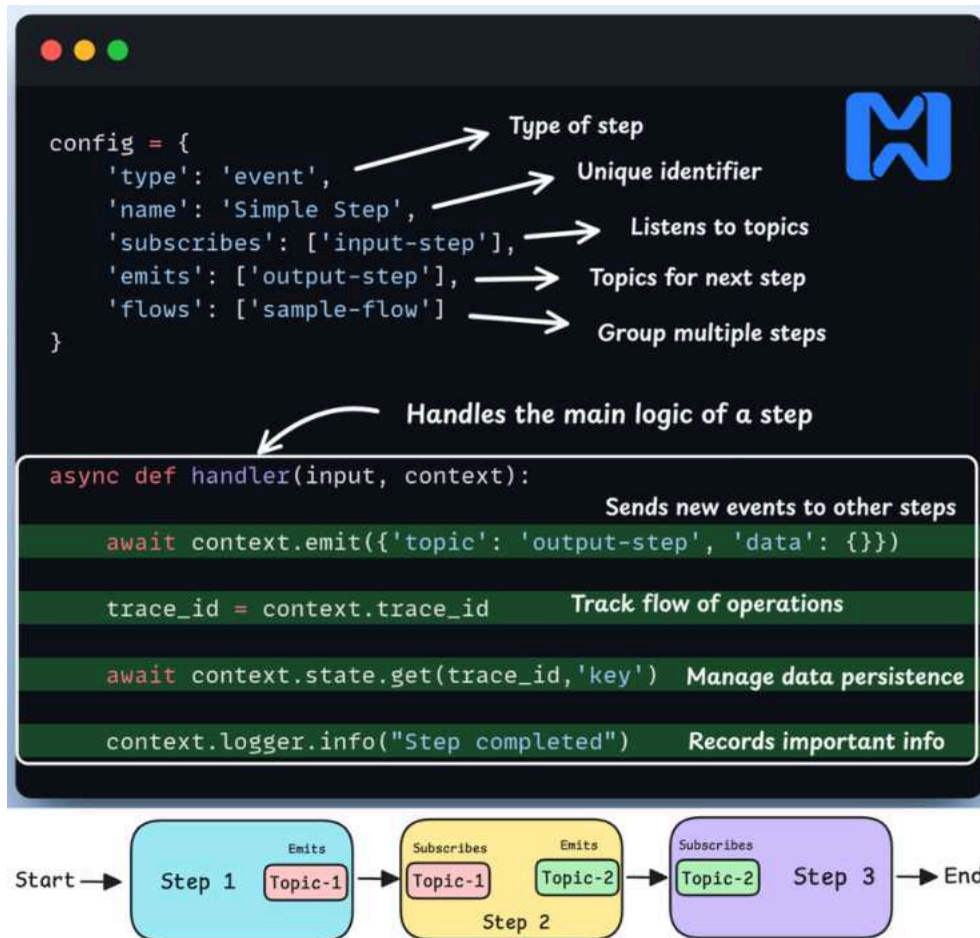 config = {
'type': 'event',
Type of step
'name': 'Simple Step',
Unique identifier
'subscribes': ['input-step'],
Listens to topics
'emits': ['output-step'],
Topics for next step
'flows': ['sample-flow']
Group multiple steps
}
Handles the main logic of a step
async def handler(input, context):
Sends new events to other steps
await context.emit({'topic': 'output-step', 'data': {}})
trace_id = context.trace_id
Track flow of operations
await context.state.get(trace_id,'key')
Manage data persistence
context.logger.info("Step completed")
Records important info
Start
Step 1
Emits
Topic-1
Subscribes
Topic-1
Emits
Topic-2
Step 2
Subscribes
Topic-2
Step 3
End